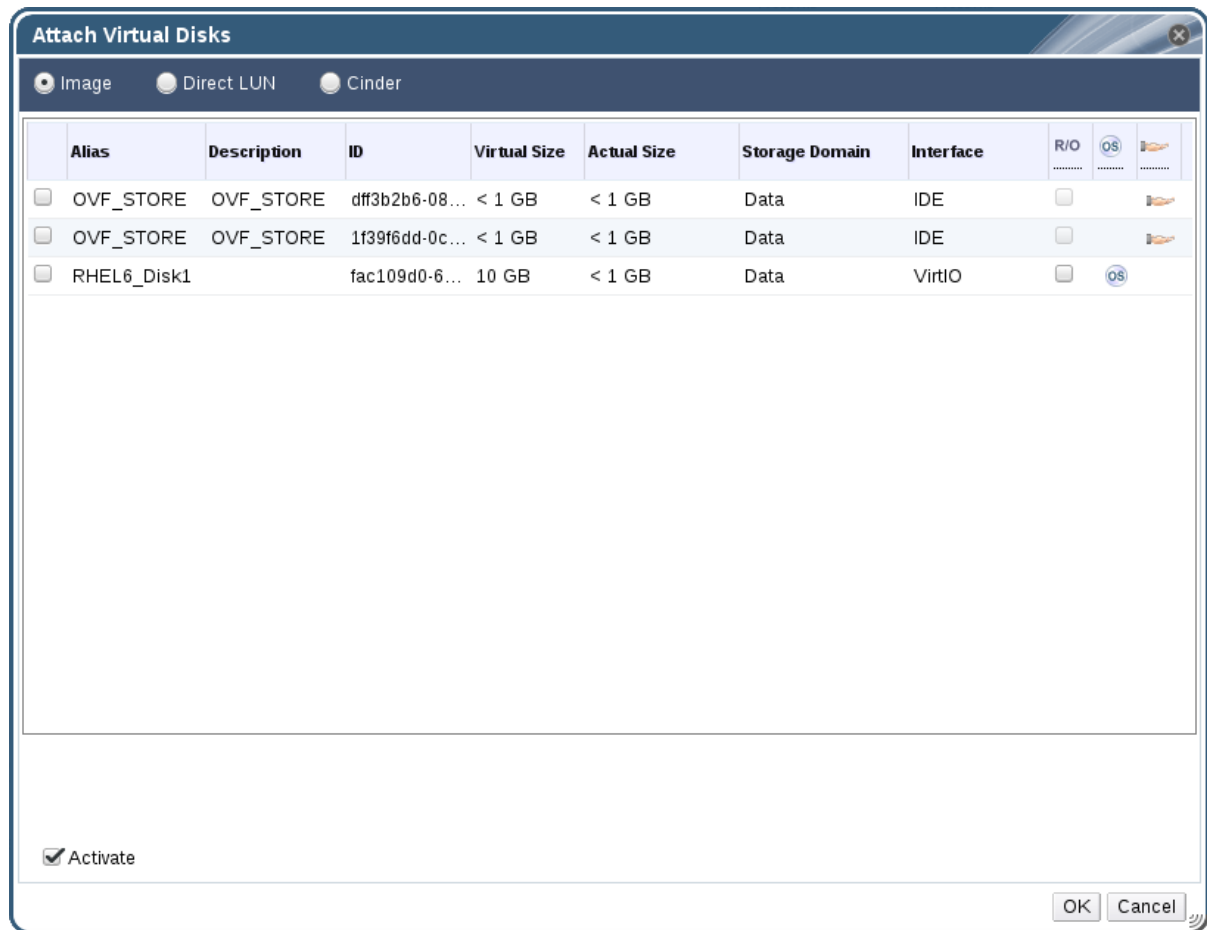 Attach Virtual Disks
Image Direct LUN Cinder
Alias Description ID Virtual Size Actual Size Storage Domain Interface R/O OS
OVF_STORE OVF_STORE dff3b2b6-08... < 1 GB < 1 GB Data IDE
OVF_STORE OVF_STORE 1f39f6dd-0c... < 1 GB < 1 GB Data IDE
RHEL6_Disk1 fac109d0-6... 10 GB < 1 GB Data VirtIO OS
Activate
OK Cancel